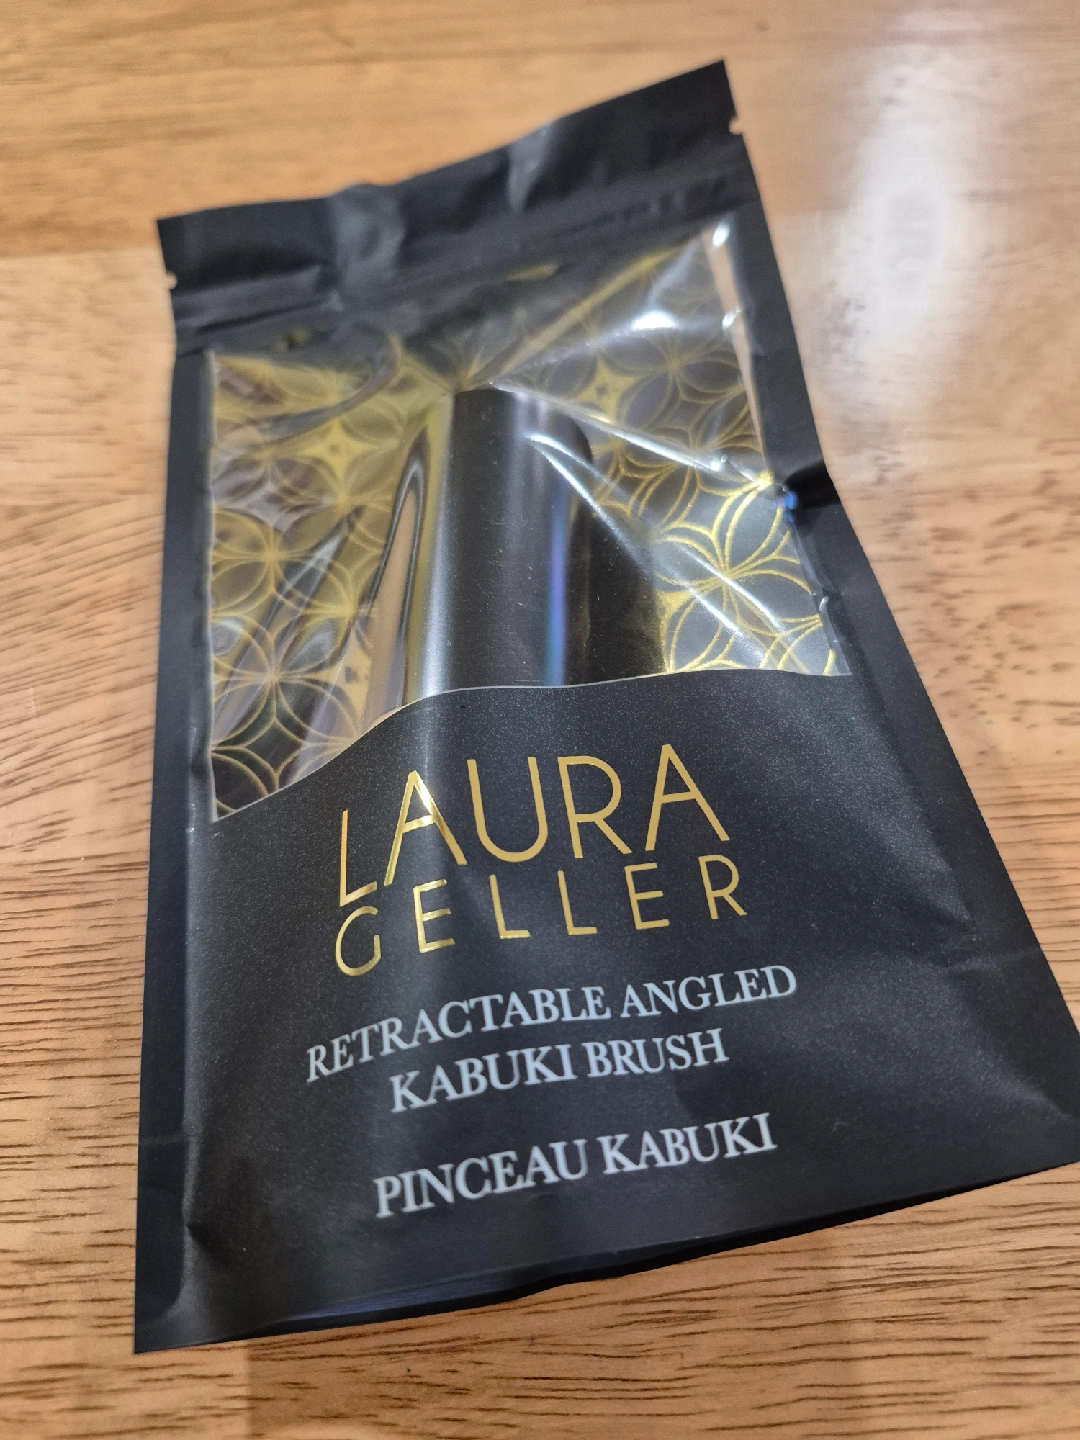 LAURA
GELLER
RETRACTABLE ANGLED
KABUKI BRUSH
PINCEAU KABUKI